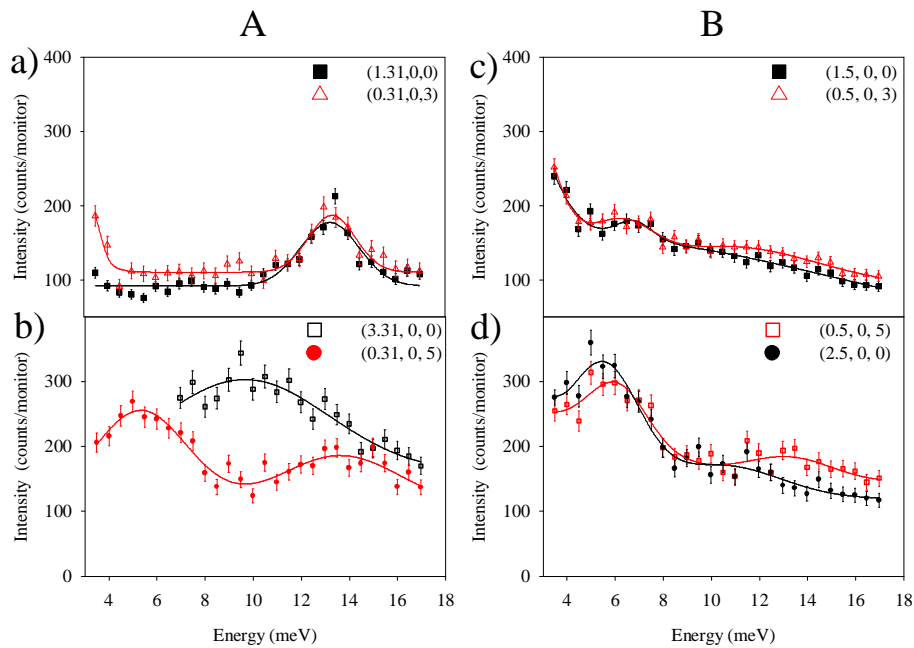 A
B
a)
400
300
200
100
Intensity (counts/monitor)
(1.31,0,0)
(0.31,0,3)
c)
400
300
200
100
Intensity (counts/monitor)
(1.5, 0, 0)
(0.5, 0, 3)
b)
300
200
100
0
Intensity (counts/monitor)
(3.31, 0, 0)
(0.31, 0, 5)
4 6 8 10 12 14 16 18
Energy (meV)
d)
300
200
100
0
Intensity (counts/monitor)
(0.5, 0, 5)
(2.5, 0, 0)
4 6 8 10 12 14 16 18
Energy (meV)